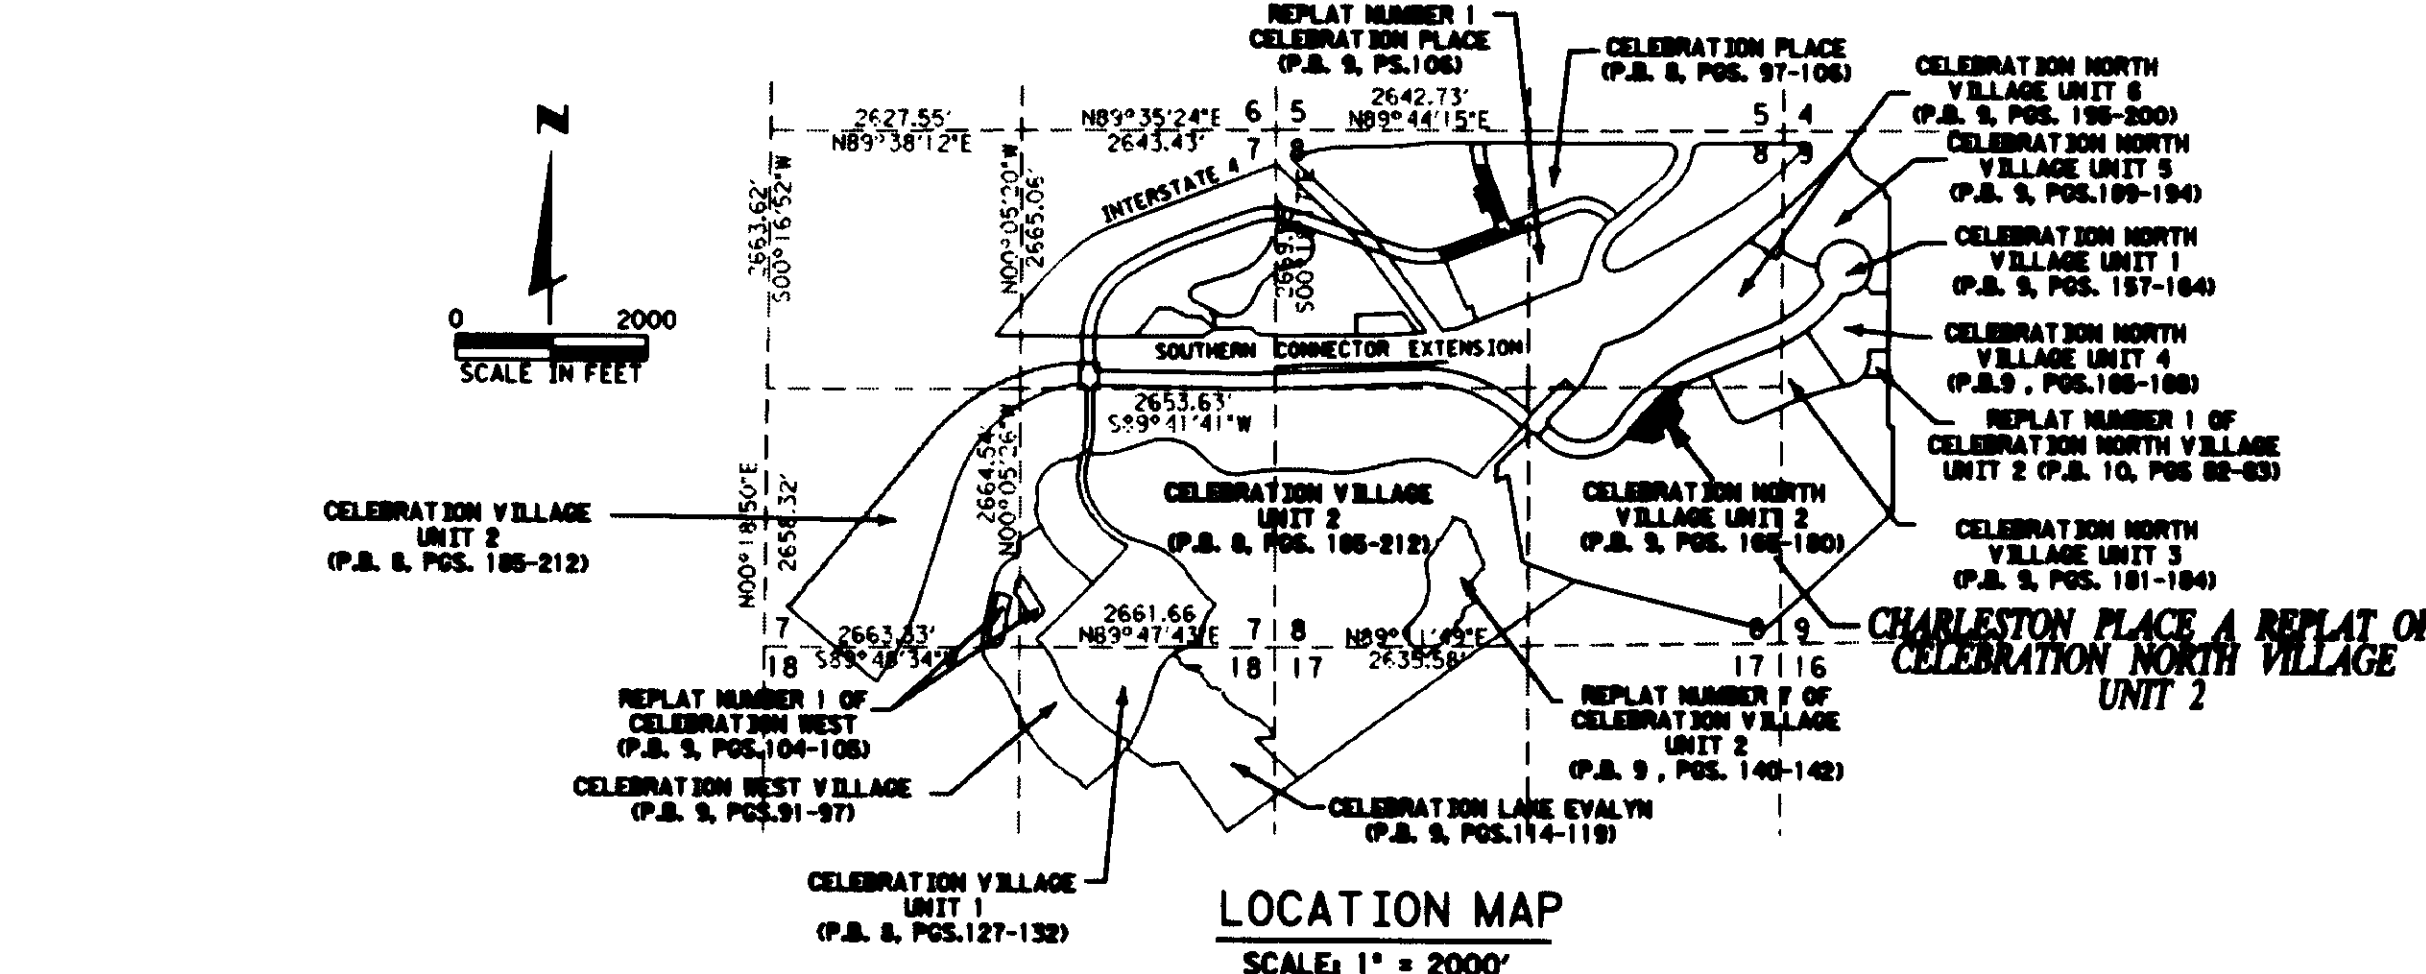 REPLAT NUMBER 1
CELEBRATION PLACE
(P.B. 9, PS.106)
CELEBRATION PLACE
(P.B. 8, PGS. 97-106)
CELEBRATION NORTH
VILLAGE UNIT 6
(P.B. 9, PGS. 195-200)
CELEBRATION NORTH
VILLAGE UNIT 5
(P.B. 9, PGS.189-194)
CELEBRATION NORTH
VILLAGE UNIT 1
(P.B. 9, PGS. 157-164)
CELEBRATION NORTH
VILLAGE UNIT 4
(P.B.9 , PGS.185-188)
REPLAT NUMBER 1 OF
CELEBRATION NORTH VILLAGE
UNIT 2 (P.B. 10, PGS 82-83)
CELEBRATION NORTH
VILLAGE UNIT 3
(P.B. 9, PGS. 181-184)
CHARLESTON PLACE A REPLAT
CELEBRATION NORTH VILLAGE
UNIT 2
Z
0 2000
SCALE IN FEET
2627.55'
N89°38'12"E
N89°35'24"E
2643.43'
6 5
7 8
2642.73'
N89°44'15"E
5 4
8 9
2663.62'
S00°16'52"W
N00°05'20"W
2665.06'
INTERSTATE 4
SOUTHERN CONNECTOR EXTENSION
2653.63'
S89°41'41"W
2664.54'
N00°05'26"W
N00°18'50"E
2658.32'
CELEBRATION VILLAGE
UNIT 2
(P.B. 8, PGS. 185-212)
CELEBRATION VILLAGE
UNIT 2
(P.B. 8, PGS. 185-212)
CELEBRATION NORTH
VILLAGE UNIT 2
(P.B. 9, PGS. 180)
7
18
2661.66
N89°47'43"E
7 8
18 17
2635.58'
9
17 16
REPLAT NUMBER 1 OF
CELEBRATION WEST
(P.B. 9, PGS.104-105)
CELEBRATION WEST VILLAGE
(P.B. 9, PGS.91-97)
REPLAT NUMBER OF
CELEBRATION VILLAGE
UNIT 2
(P.B. 9 , PGS. 140-142)
CELEBRATION LAKE EVALYN
(P.B. 9, PGS.114-119)
CELEBRATION VILLAGE
UNIT 1
(P.B. 8, PGS.127-132)
LOCATION MAP
SCALE: 1" = 2000'